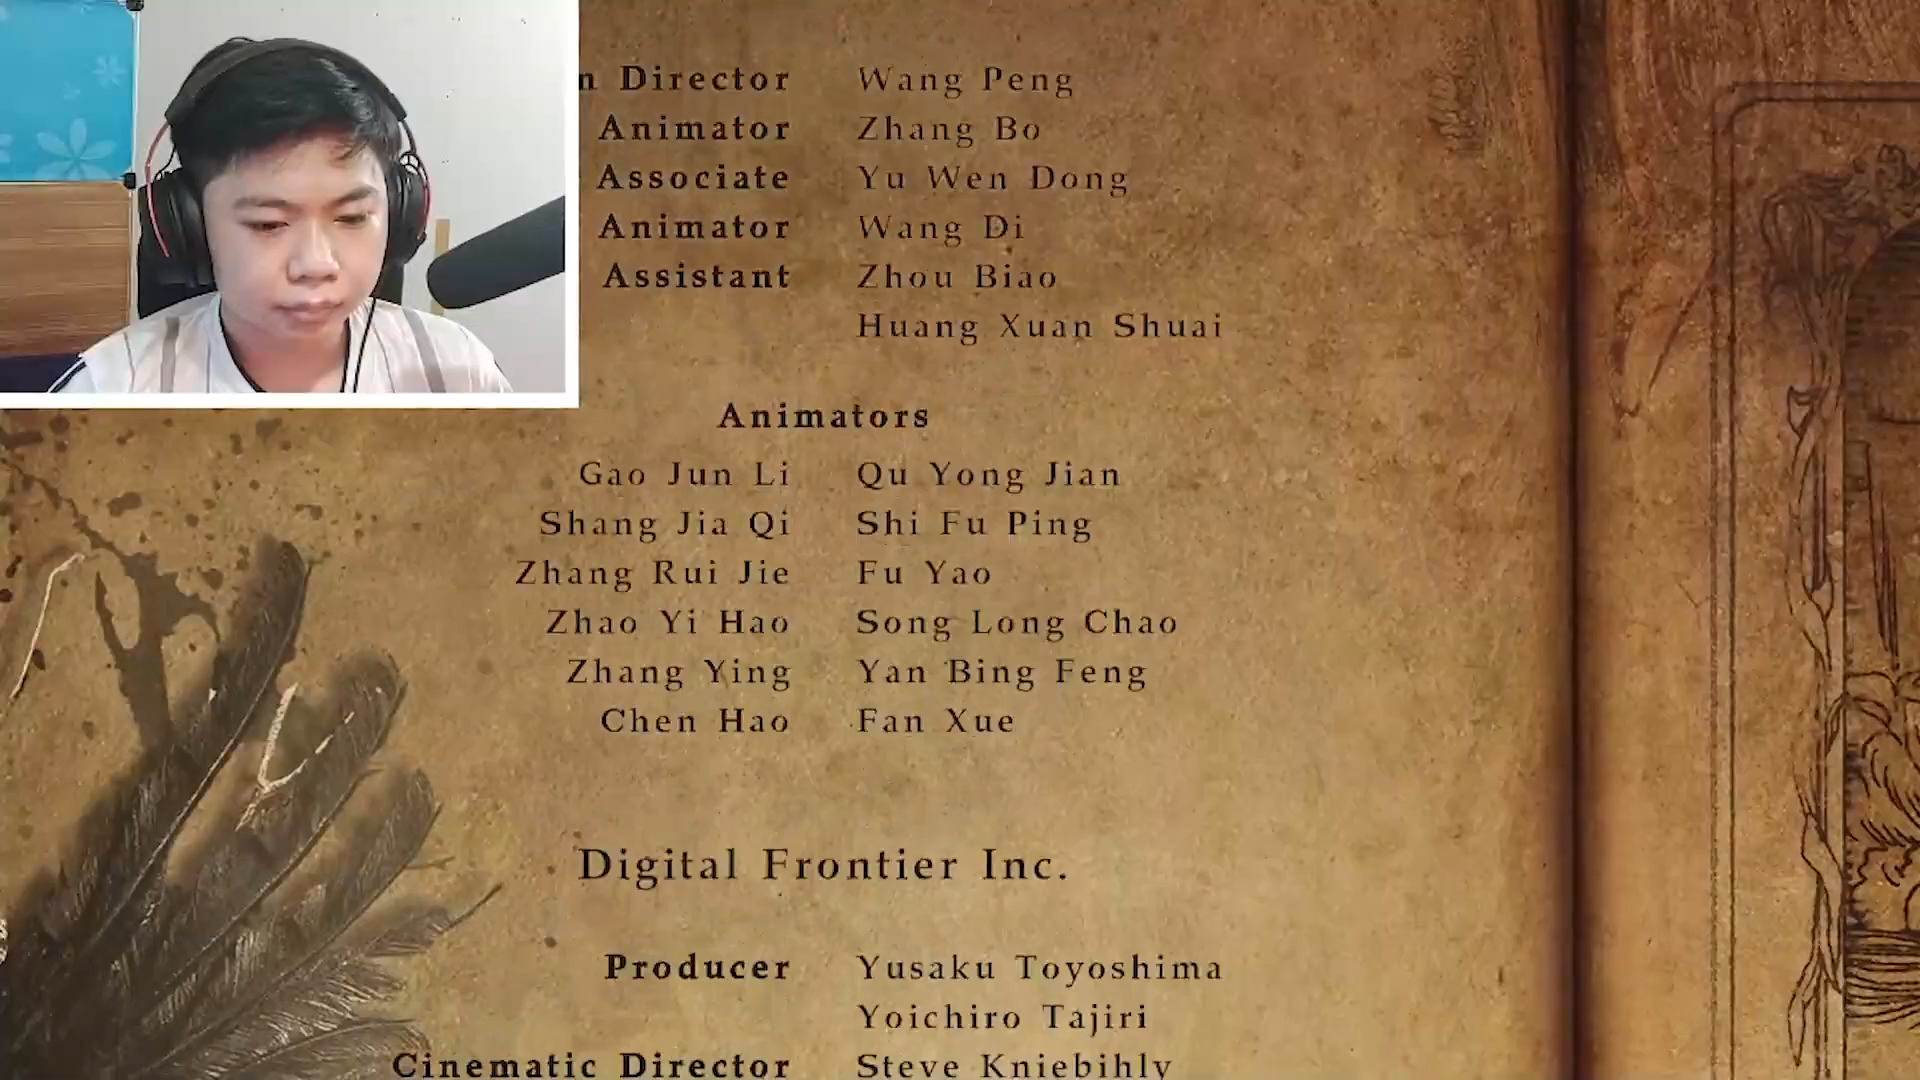 n Director Wang Peng
Animator Zhang Bo
Associate Yu Wen Dong
Animator Wang Di
Assistant Zhou Biao
Huang Xuan Shuai
Animators
Gao Jun Li Qu Yong Jian
Shang Jia Qi Shi Fu Ping
Zhang Rui Jie Fu Yao
Zhao Yi Hao Song Long Chao
Zhang Ying Yan Bing Feng
Chen Hao Fan Xue
Digital Frontier Inc.
Producer Yusaku Toyoshima
Yoichiro Tajiri
Cinematic Director Steve Kniebihly